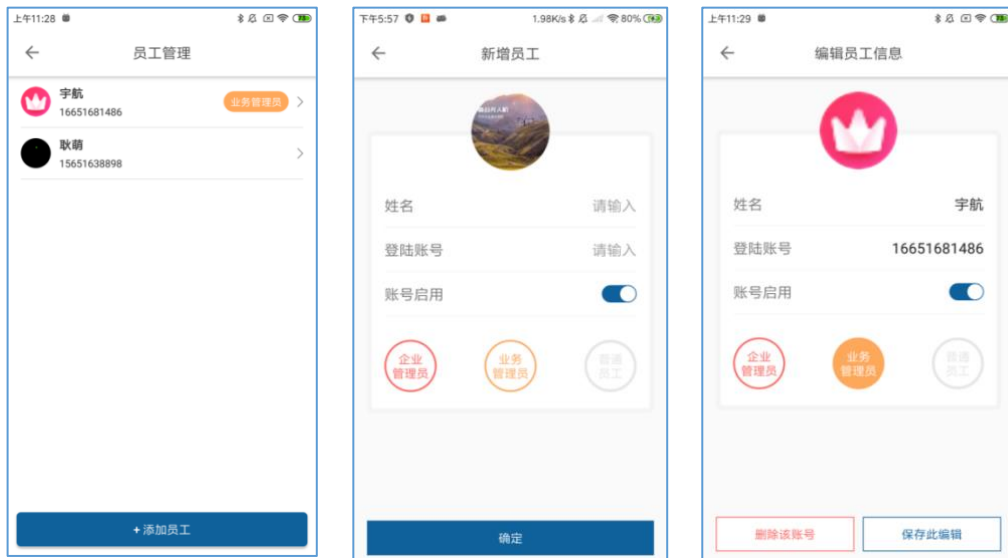 上午11:28
员工管理
宇航
16651681486
业务管理员
耿萌
15651638898
+添加员工
下午5:57
1.98K/s
80%
新增员工
姓名
请输入
登陆账号
请输入
账号启用
企业
管理员
业务
管理员
普通
员工
确定
上午11:29
编辑员工信息
姓名
宇航
登陆账号
16651681486
账号启用
企业
管理员
业务
管理员
普通
员工
删除该账号
保存此编辑